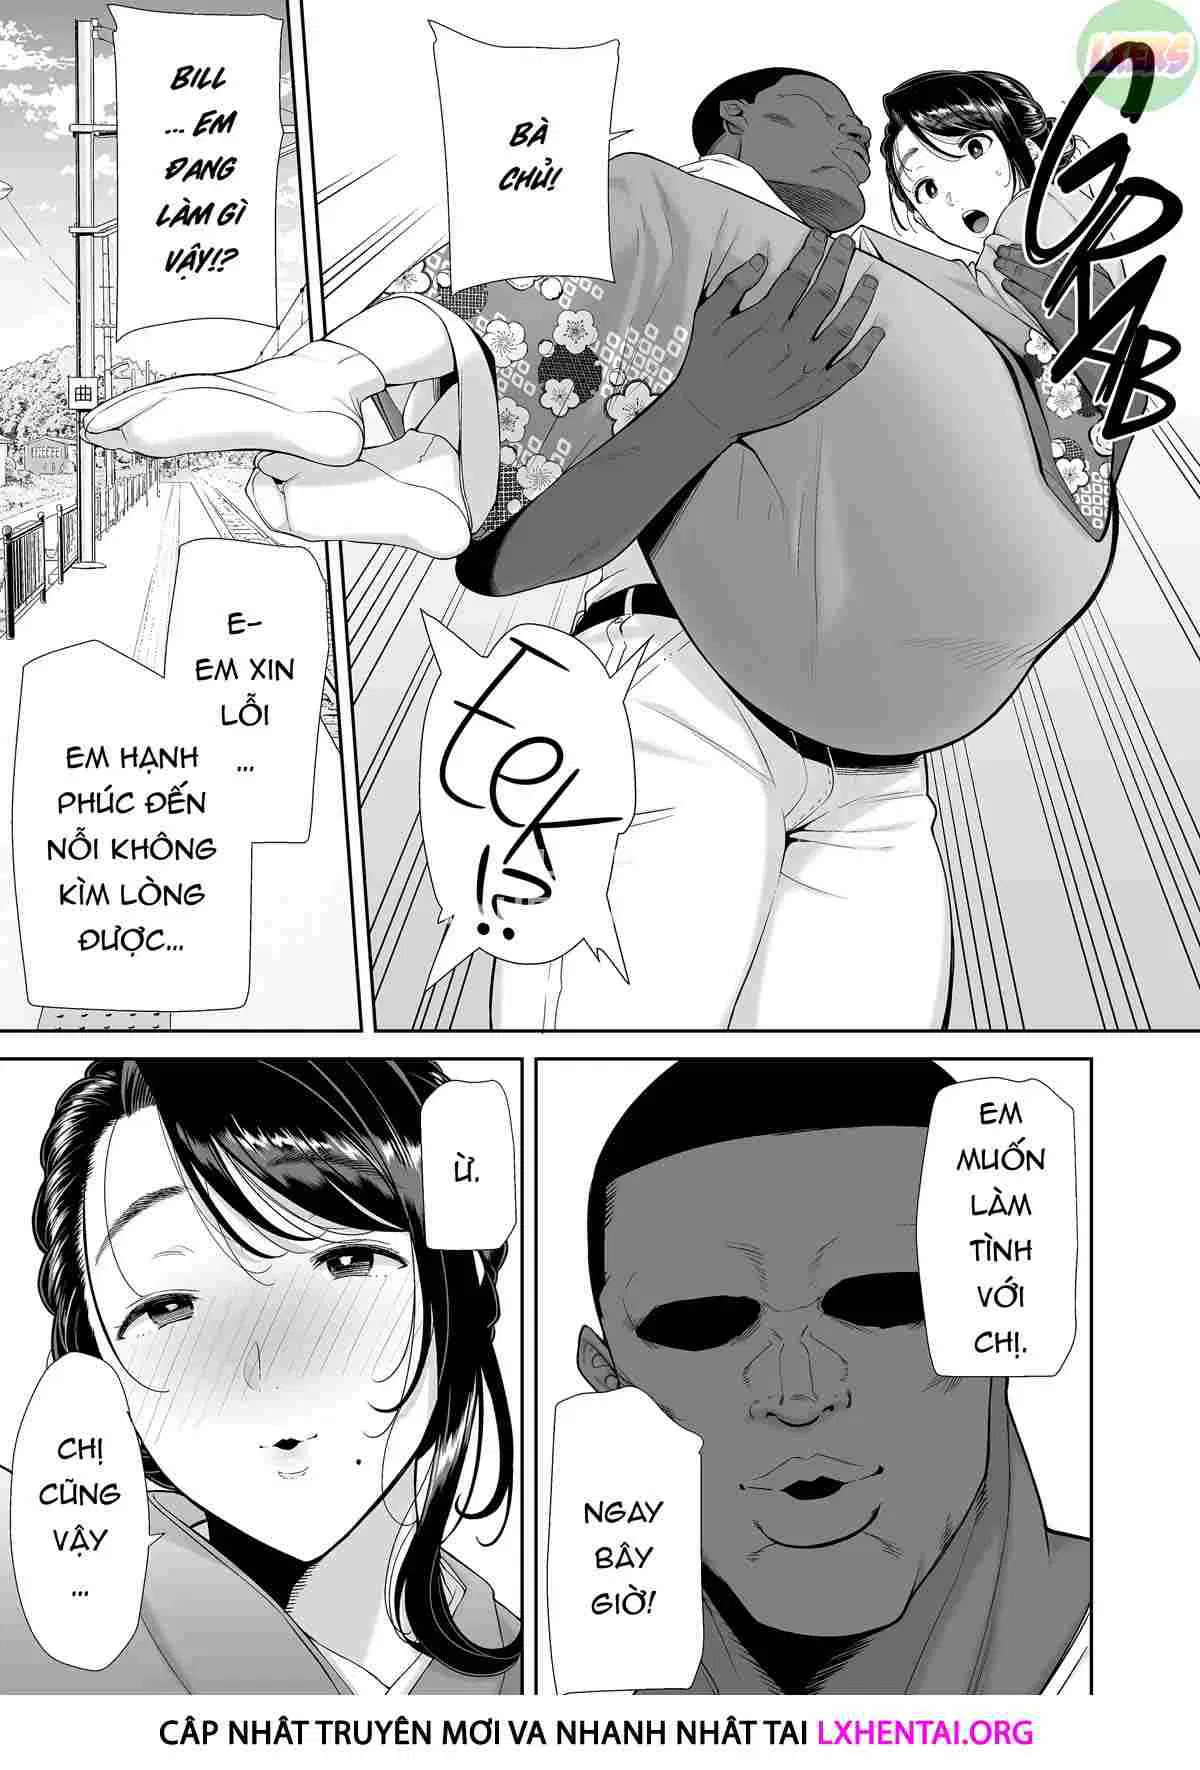 LXERS
GRAB
BÀ
CHỦ!
BILL
... EM
ĐANG
LÀM GÌ
VẬY!?
曲
EEK
!?
E-
EM XIN
LỖI
...
EM HẠNH
PHÚC ĐẾN
NỖI KHÔNG
KÌM LÒNG
ĐƯỢC...
EM
MUỐN
LÀM
TÌNH
VỚI
CHỊ.
NGAY
BÂY
GIỜ!
Ừ.
CHỊ
CŨNG
VẬY
...
CẬP NHẬT TRUYỆN MỚI VÀ NHANH NHẤT TẠI LXHENTAI.ORG